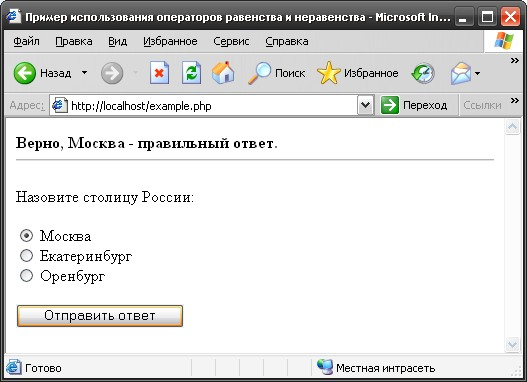 Пример использования операторов равенства и неравенства - Microsoft In...
Файл Правка Вид Избранное Сервис Справка »
Назад Поиск Избранное »
Адрес: http://localhost/example.php Переход Ссылки »
Верно, Москва - правильный ответ.
Назовите столицу России:
Москва
Екатеринбург
Оренбург
Отправить ответ
Готово Местная интрасеть